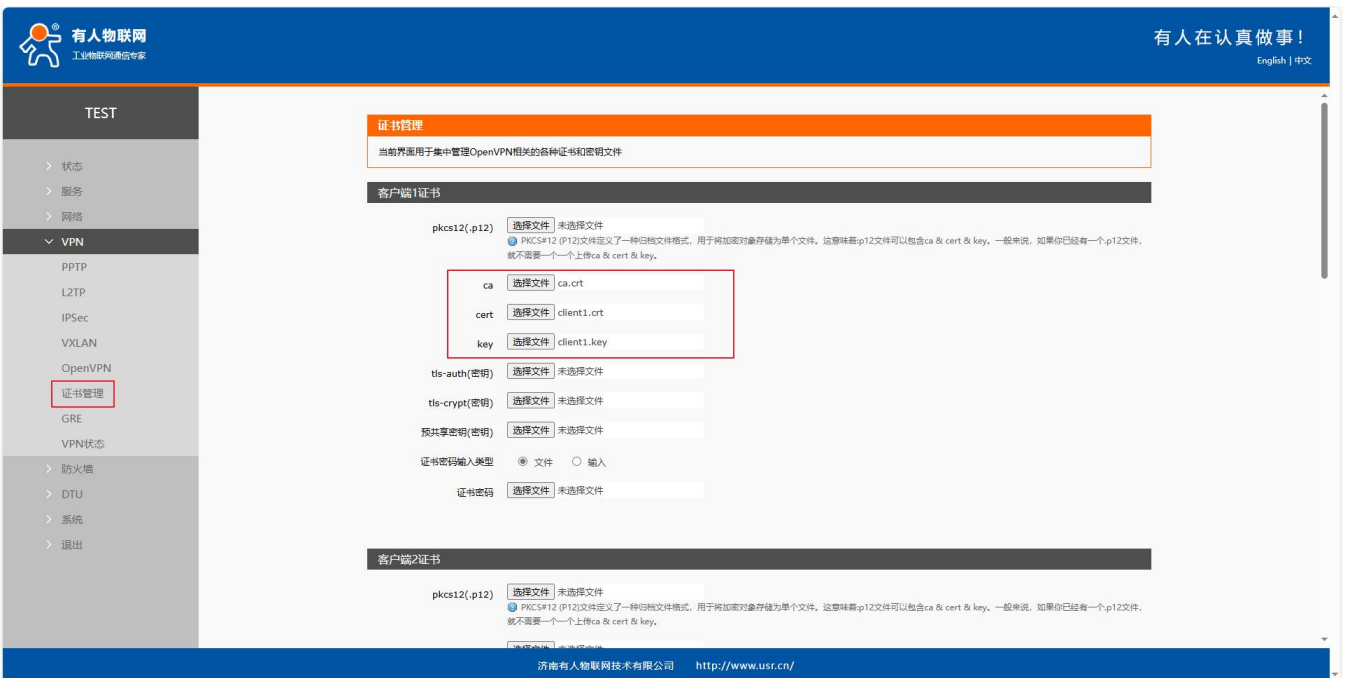 有人物联网
工业物联网通信专家
有人在认真做事！
English | 中文
TEST
状态
服务
网络
VPN
PPTP
L2TP
IPSec
VXLAN
OpenVPN
证书管理
GRE
VPN状态
防火墙
DTU
系统
退出
证书管理
当前界面用于集中管理OpenVPN相关的各种证书和密钥文件
客户端1证书
pkcs12(.p12) 选择文件 未选择文件
PKCS#12 (P12)文件定义了一种归档文件格式，用于将加密对象存储为单个文件。这意味着:p12文件可以包含ca & cert & key。一般来说，如果你已经有一个.p12文件，
就不需要一个一个上传ca & cert & key。
ca 选择文件 ca.crt
cert 选择文件 client1.crt
key 选择文件 client1.key
tls-auth(密钥) 选择文件 未选择文件
tls-crypt(密钥) 选择文件 未选择文件
预共享密钥(密钥) 选择文件 未选择文件
证书密码输入类型 文件 输入
证书密码 选择文件 未选择文件
客户端2证书
pkcs12(.p12) 选择文件 未选择文件
PKCS#12 (P12)文件定义了一种归档文件格式，用于将加密对象存储为单个文件。这意味着:p12文件可以包含ca & cert & key。一般来说，如果你已经有一个.p12文件，
就不需要一个一个上传ca & cert & key。
济南有人物联网技术有限公司 http://www.usr.cn/